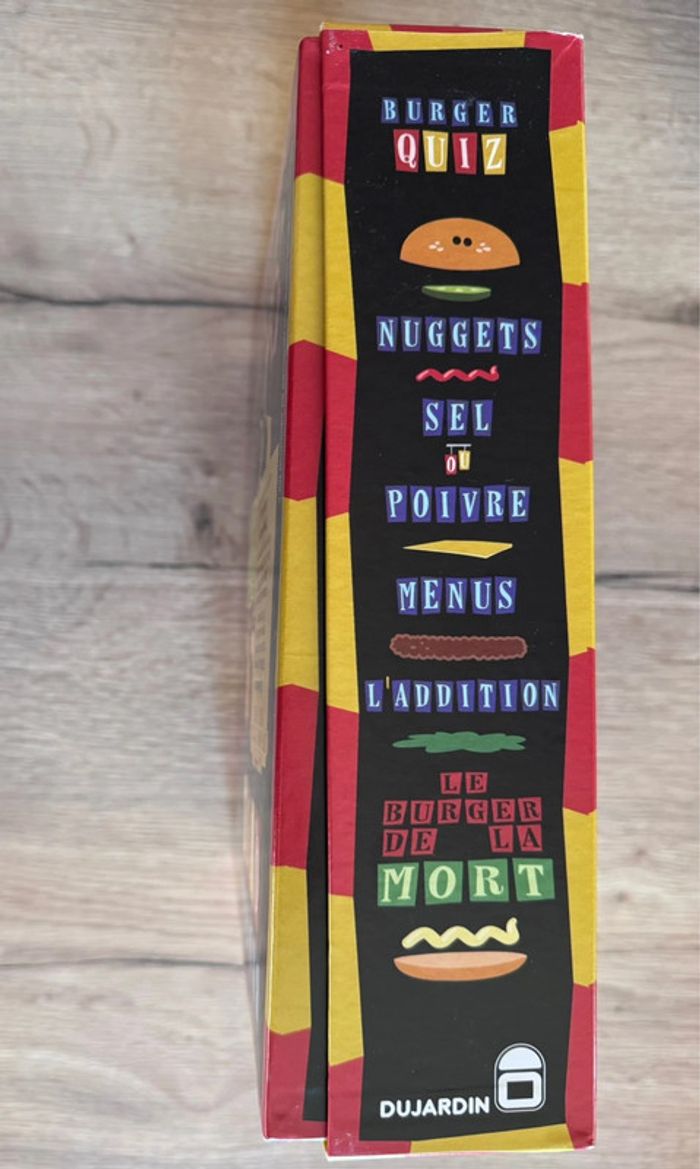 BURGER
QUIZ
NUGGETS
SEL
OU
POIVRE
MENUS
L'ADDITION
LE
BURGER
DE LA
MORT
DUJARDIN